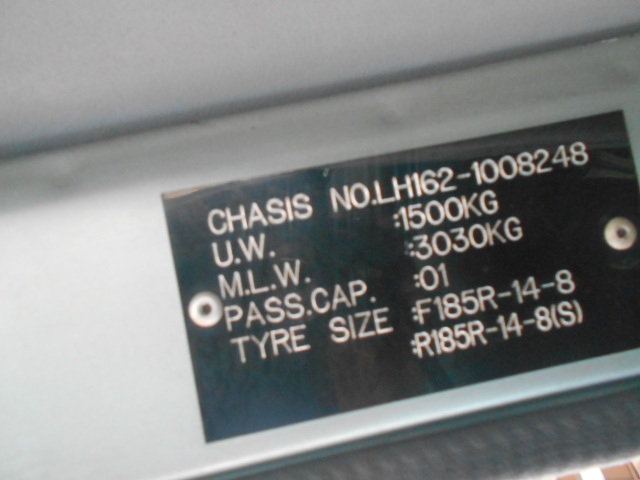 CHASIS NO.LH162-1008248
U.W. :1500KG
M.L.W. :3030KG
PASS.CAP. :01
TYRE SIZE :F185R-14-8
:R185R-14-8(S)